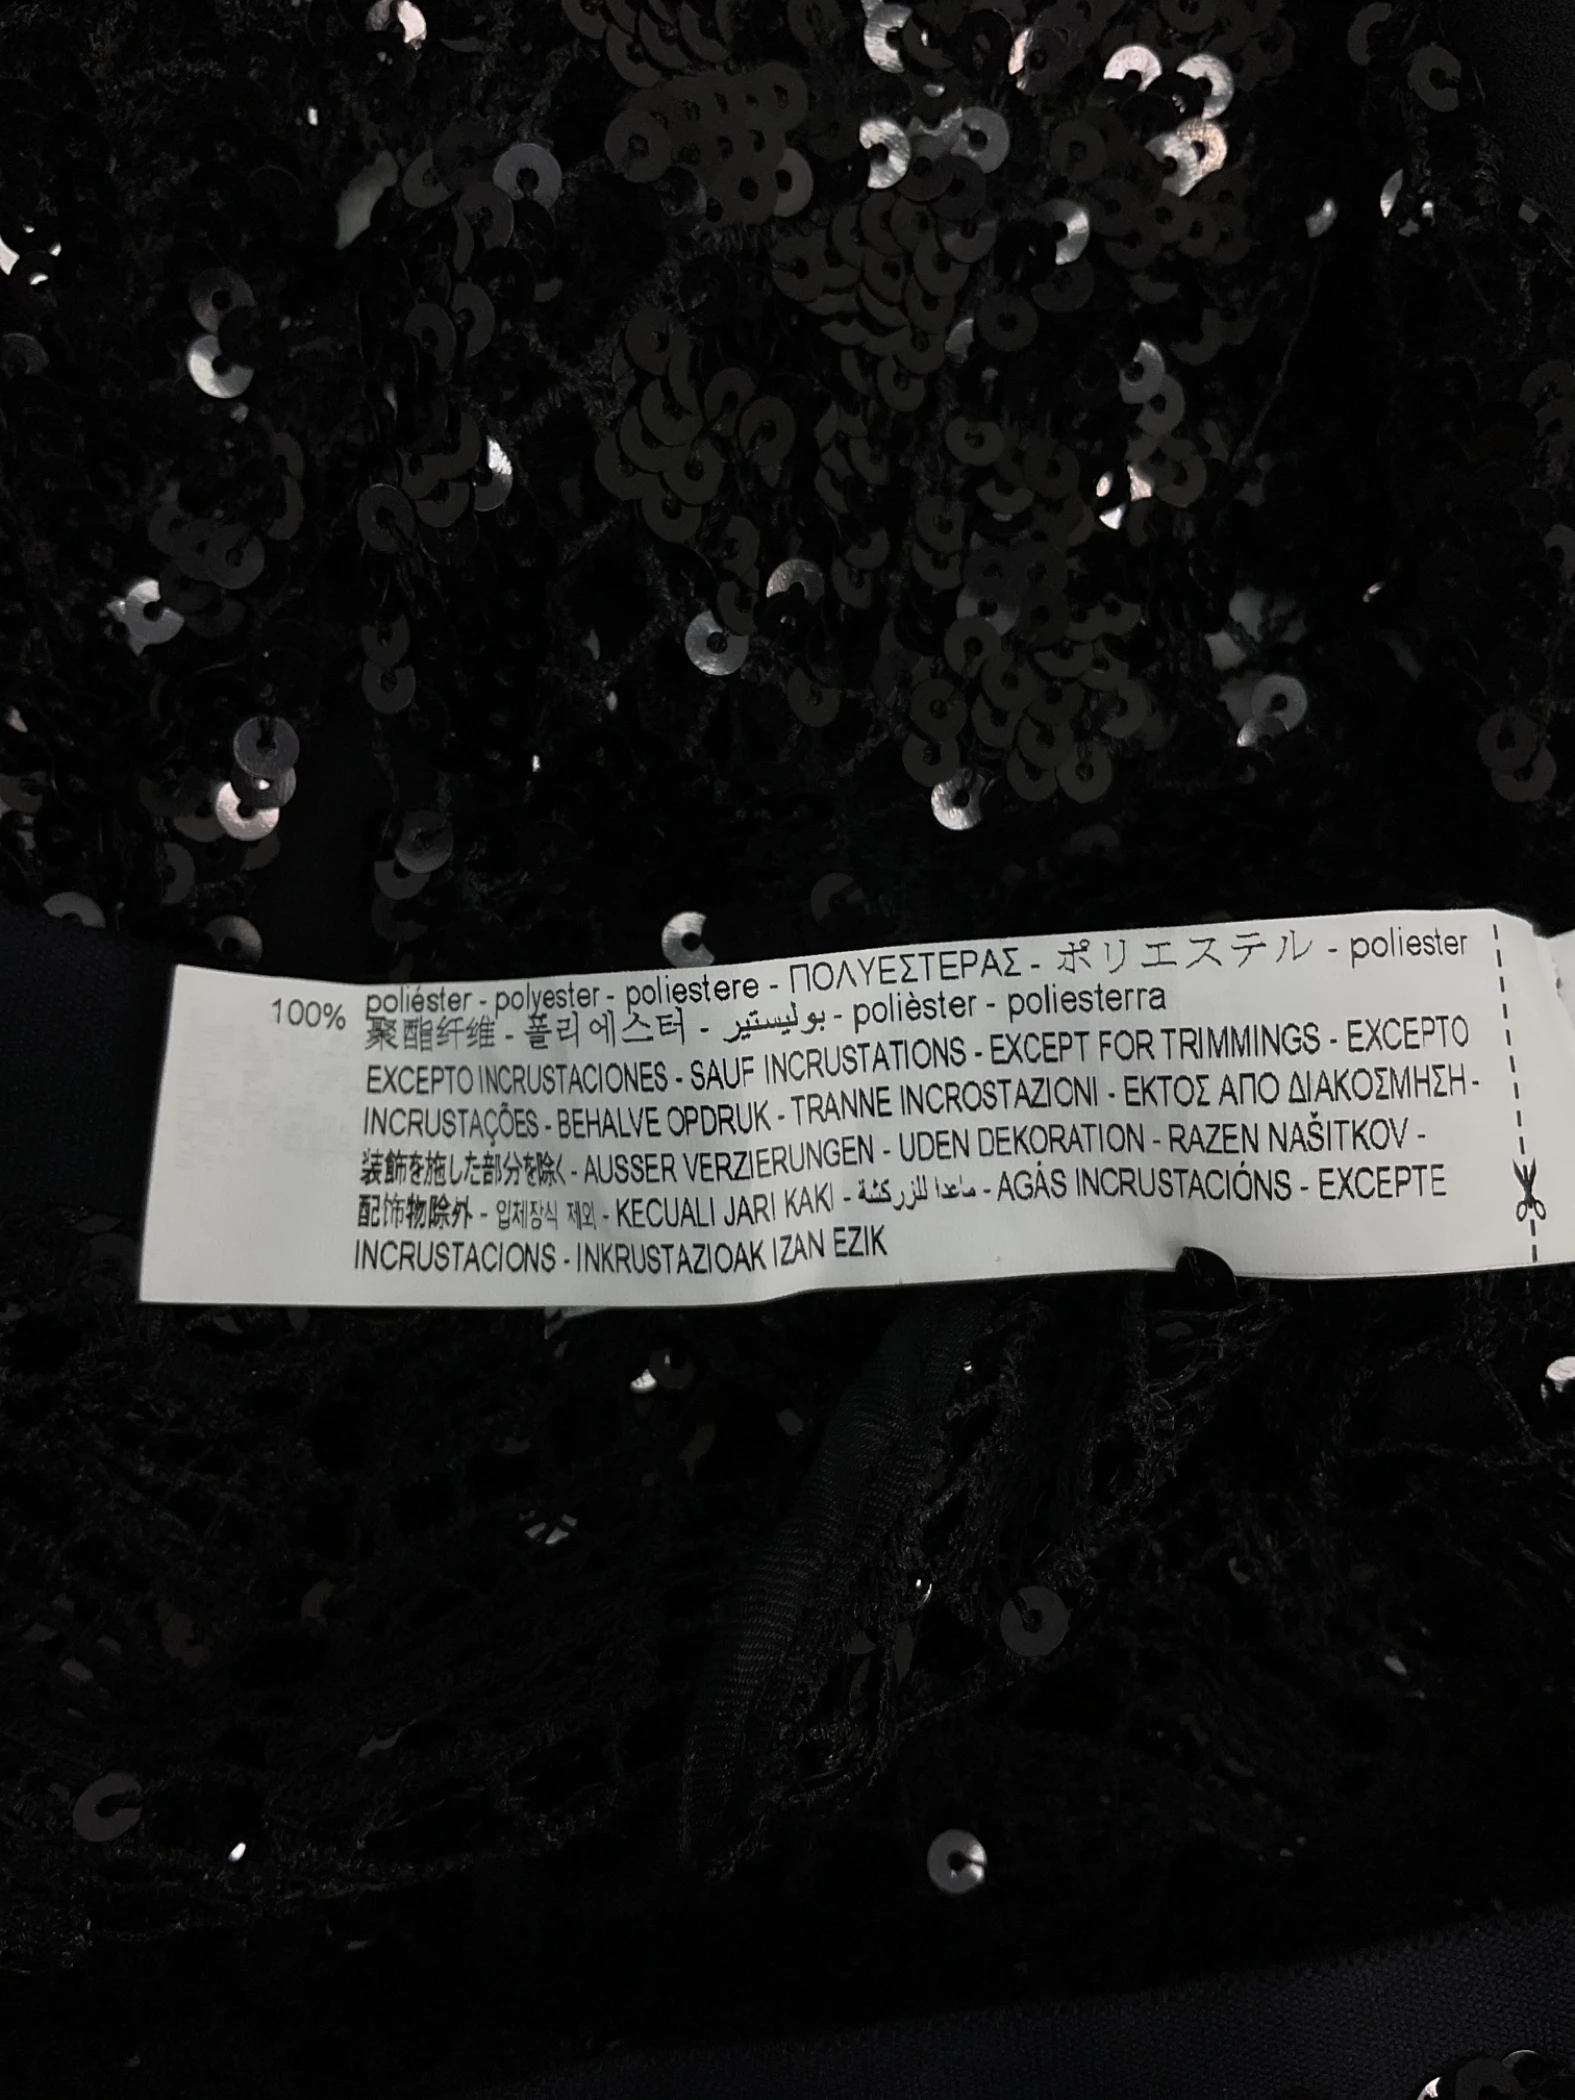 100% poliéster - polyester - poliestere - ΠΟΛΥΕΣΤΕΡΑΣ - ポリエステル - poliester
聚酯纤维 - 폴리에스터 - بوليستير - polièster - poliesterra
EXCEPTO INCRUSTACIONES - SAUF INCRUSTATIONS - EXCEPT FOR TRIMMINGS - EXCEPTO
INCRUSTAÇÕES - BEHALVE OPDRUK - TRANNE INCROSTAZIONI - ΕΚΤΟΣ ΑΠΟ ΔΙΑΚΟΣΜΗΣΗ -
装飾を施した部分を除く - AUSSER VERZIERUNGEN - UDEN DEKORATION - RAZEN NAŠITKOV -
配饰物除外 - 입체장식 제외 - KECUALI JARI KAKI - ماعدا للزركشة - AGÁS INCRUSTACIÓNS - EXCEPTE
INCRUSTACIONS - INKRUSTAZIOAK IZAN EZIK